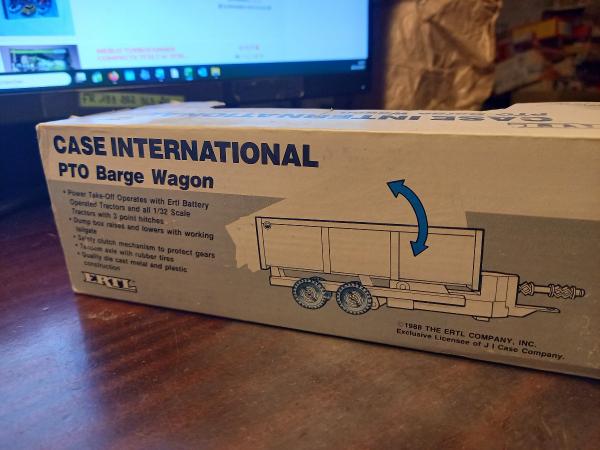 CASE INTERNATIONAL
PTO Barge Wagon
• Power Take-Off Operates with Ertl Battery
Operated Tractors and all 1/32 Scale
Tractors with 3 point hitches
• Dump box raises and lowers with working
tailgate
• Safety clutch mechanism to protect gears
• Tandem axle with rubber tires
• Quality die cast metal and plastic
construction
ERTL
©1988 THE ERTL COMPANY, INC.
Exclusive Licensee of J I Case Company.
CASE INTERNATIONAL